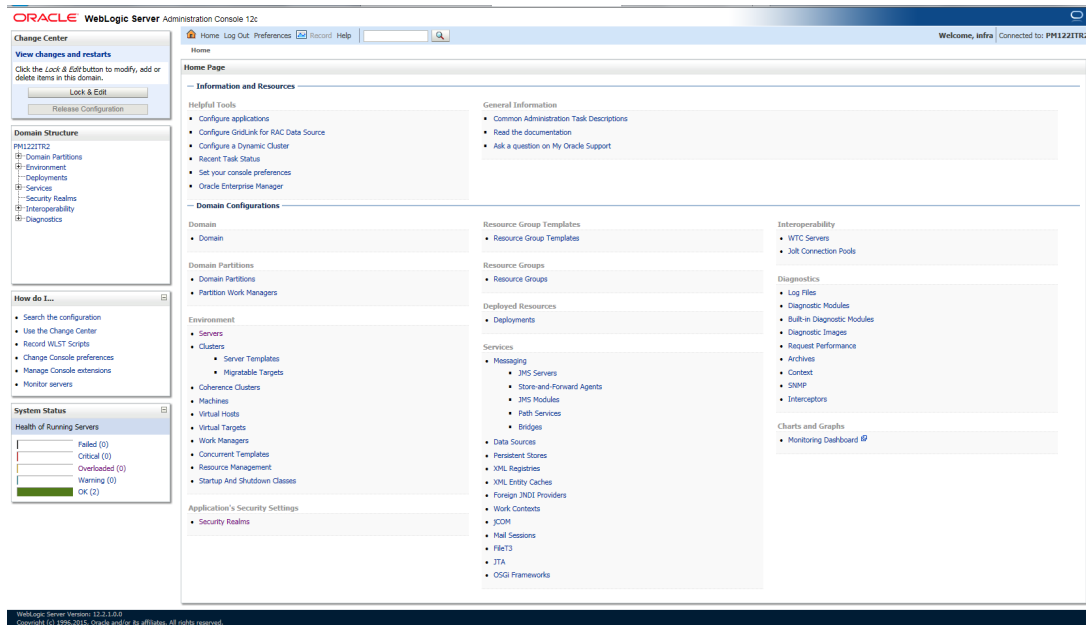 ORACLE WebLogic Server Administration Console 12c
Change Center
View changes and restarts
Click the Lock & Edit button to modify, add or
delete items in this domain.
Lock & Edit
Release Configuration
Domain Structure
PM122ITR2
Domain Partitions
Environment
Deployments
Services
Security Realms
Interoperability
Diagnostics
How do I...
Search the configuration
Use the Change Center
Record WLST Scripts
Change Console preferences
Manage Console extensions
Monitor servers
System Status
Health of Running Servers
Failed (0)
Critical (0)
Overloaded (0)
Warning (0)
OK (2)
Home Log Out Preferences Record Help
Welcome, infra Connected to: PM122ITR2
Home
Home Page
Information and Resources
Helpful Tools
Configure applications
Configure GridLink for RAC Data Source
Configure a Dynamic Cluster
Recent Task Status
Set your console preferences
Oracle Enterprise Manager
General Information
Common Administration Task Descriptions
Read the documentation
Ask a question on My Oracle Support
Domain Configurations
Domain
Domain
Domain Partitions
Domain Partitions
Partition Work Managers
Environment
Servers
Clusters
Server Templates
Migratable Targets
Coherence Clusters
Machines
Virtual Hosts
Virtual Targets
Work Managers
Concurrent Templates
Resource Management
Startup And Shutdown Classes
Application's Security Settings
Security Realms
Resource Group Templates
Resource Group Templates
Resource Groups
Resource Groups
Deployed Resources
Deployments
Services
Messaging
JMS Servers
Store-and-Forward Agents
JMS Modules
Path Services
Bridges
Data Sources
Persistent Stores
XML Registries
XML Entity Caches
Foreign JNDI Providers
Work Contexts
jCOM
Mail Sessions
FileT3
JTA
OSGi Frameworks
Interoperability
WTC Servers
Jolt Connection Pools
Diagnostics
Log Files
Diagnostic Modules
Built-in Diagnostic Modules
Diagnostic Images
Request Performance
Archives
Context
SNMP
Interceptors
Charts and Graphs
Monitoring Dashboard
WebLogic Server Version: 12.2.1.0.0
Copyright (c) 1996,2015, Oracle and/or its affiliates. All rights reserved.